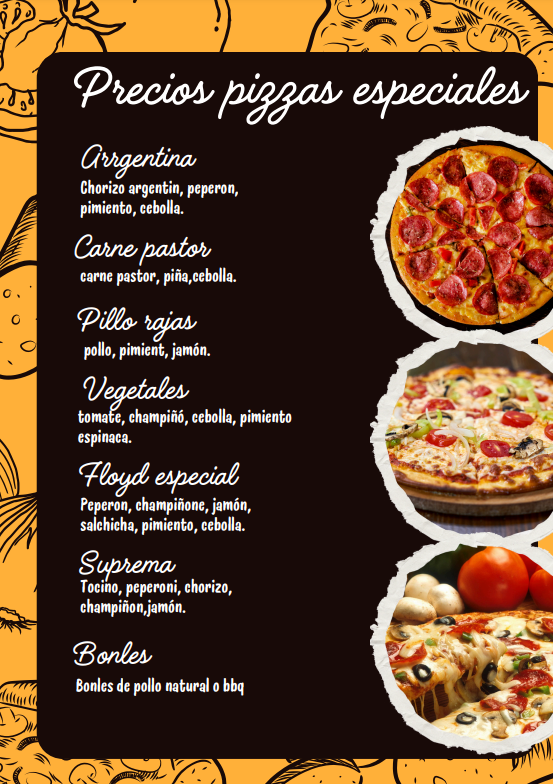 Precios pizzas especiales
Arrgentina
Chorizo argentin, peperon,
pimiento, cebolla.
Carne pastor
carne pastor, piña,cebolla.
Pillo rajas
pollo, pimient, jamón.
Vegetales
tomate, champiñó, cebolla, pimiento
espinaca.
Floyd especial
Peperon, champiñone, jamón,
salchicha, pimiento, cebolla.
Suprema
Tocino, peperoni, chorizo,
champiñon,jamón.
Bonles
Bonles de pollo natural o bbq